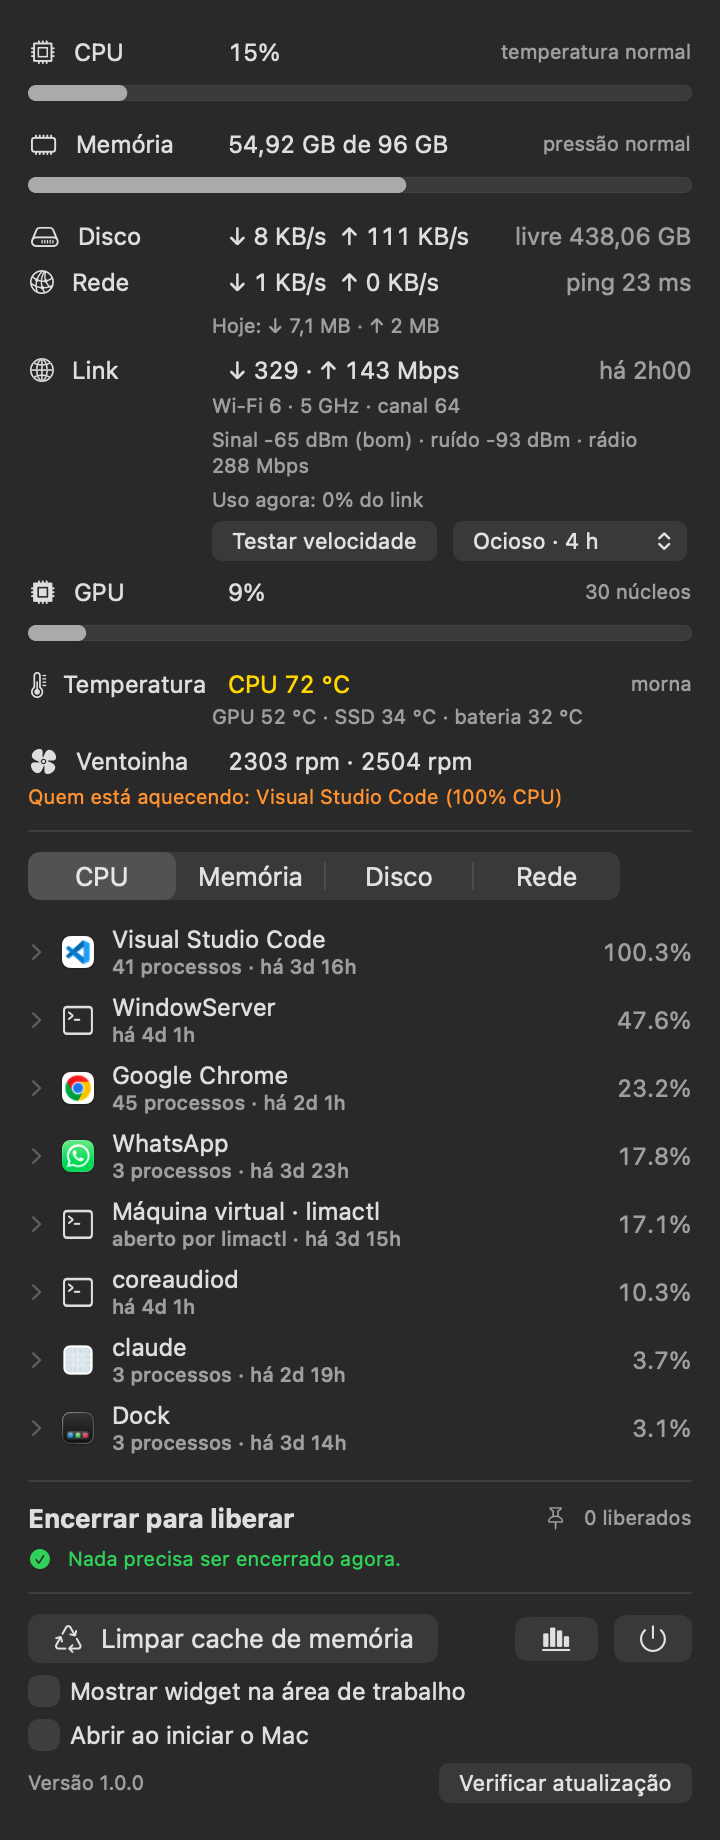 CPU 15% temperatura normal
Memória 54,92 GB de 96 GB pressão normal
Disco ↓ 8 KB/s ↑ 111 KB/s livre 438,06 GB
Rede ↓ 1 KB/s ↑ 0 KB/s ping 23 ms
Hoje: ↓ 7,1 MB · ↑ 2 MB
Link ↓ 329 · ↑ 143 Mbps há 2h00
Wi-Fi 6 · 5 GHz · canal 64
Sinal -65 dBm (bom) · ruído -93 dBm · rádio
288 Mbps
Uso agora: 0% do link
Testar velocidade Ocioso · 4 h
GPU 9% 30 núcleos
Temperatura CPU 72 °C morna
GPU 52 °C · SSD 34 °C · bateria 32 °C
Ventoinha 2303 rpm · 2504 rpm
Quem está aquecendo: Visual Studio Code (100% CPU)
CPU Memória Disco Rede
Visual Studio Code 100.3%
41 processos · há 3d 16h
WindowServer 47.6%
há 4d 1h
Google Chrome 23.2%
45 processos · há 2d 1h
WhatsApp 17.8%
3 processos · há 3d 23h
Máquina virtual · limactl 17.1%
aberto por limactl · há 3d 15h
coreaudiod 10.3%
há 4d 1h
claude 3.7%
3 processos · há 2d 19h
Dock 3.1%
3 processos · há 3d 14h
Encerrar para liberar 0 liberados
Nada precisa ser encerrado agora.
Limpar cache de memória
Mostrar widget na área de trabalho
Abrir ao iniciar o Mac
Versão 1.0.0 Verificar atualização